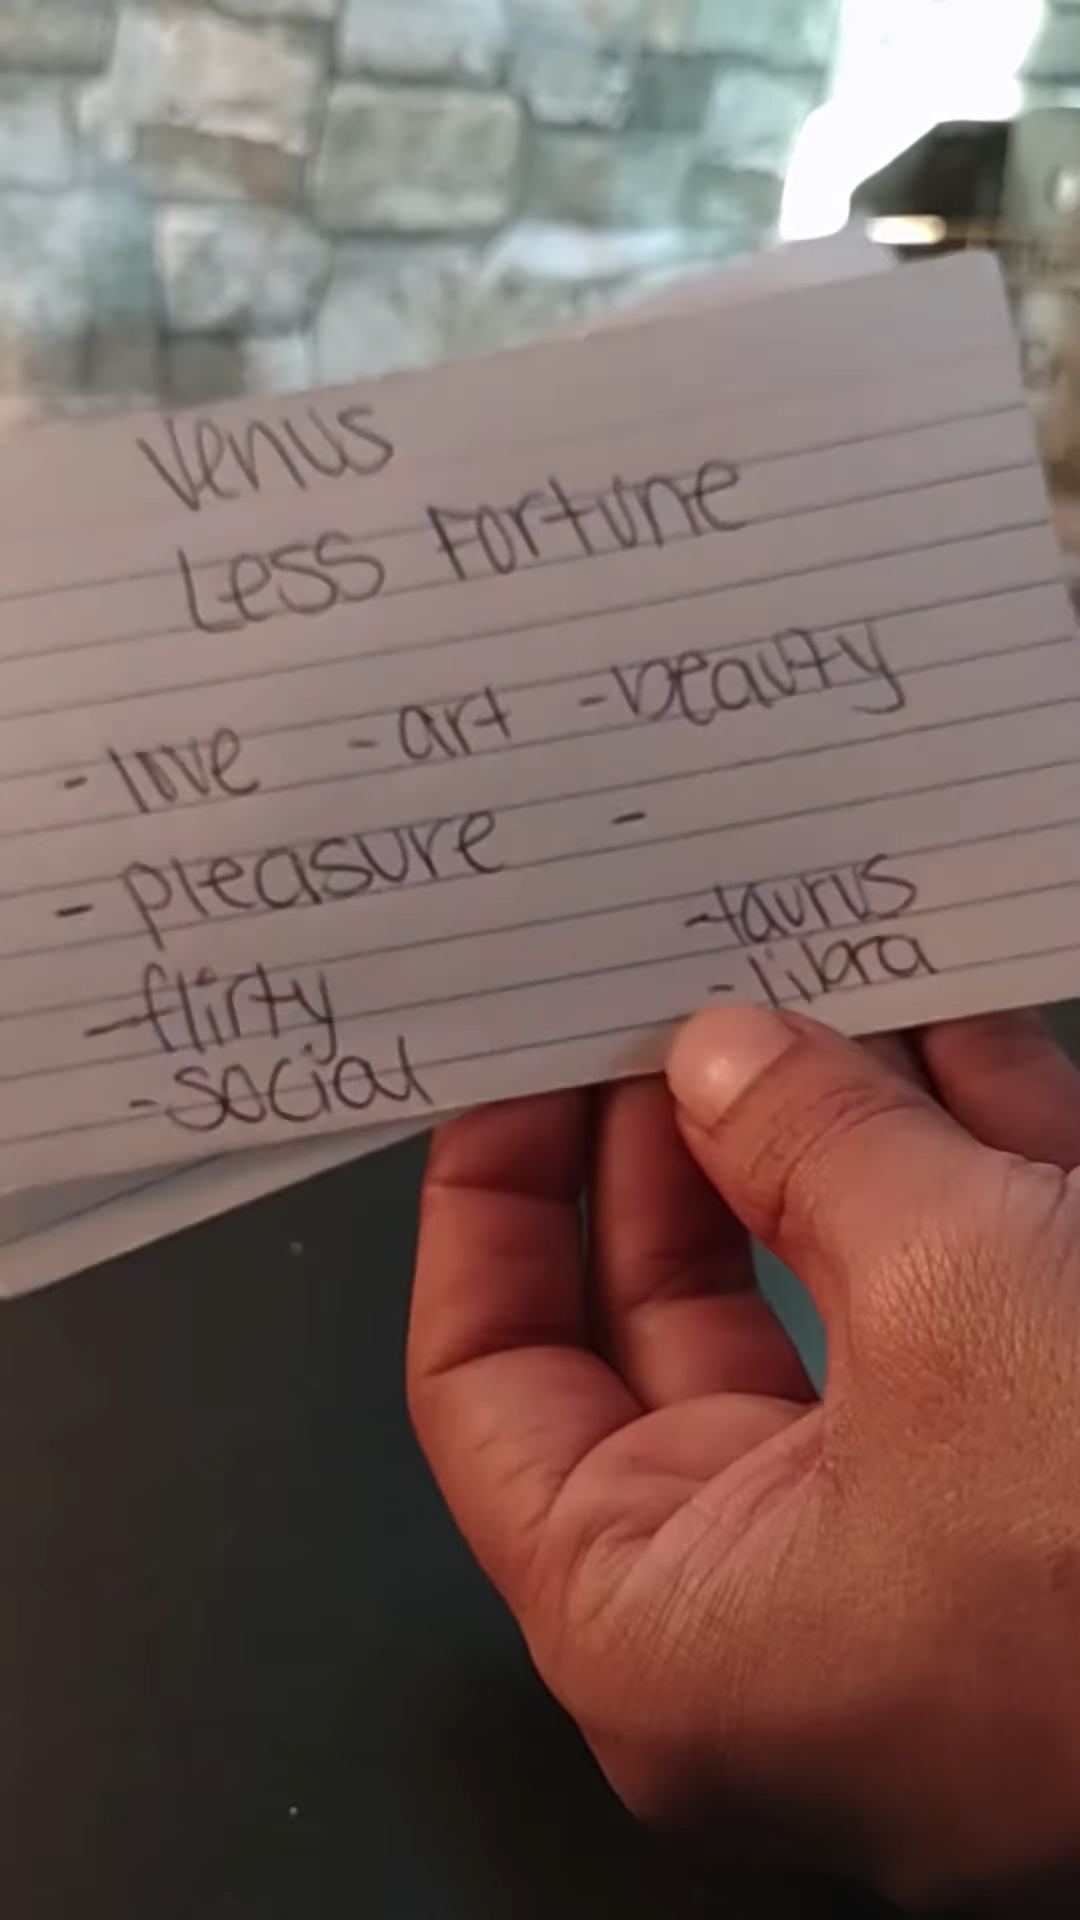 Venus
Less Fortune
- love - art - beauty
- pleasure -
- flirty
- social
- taurus
- libra